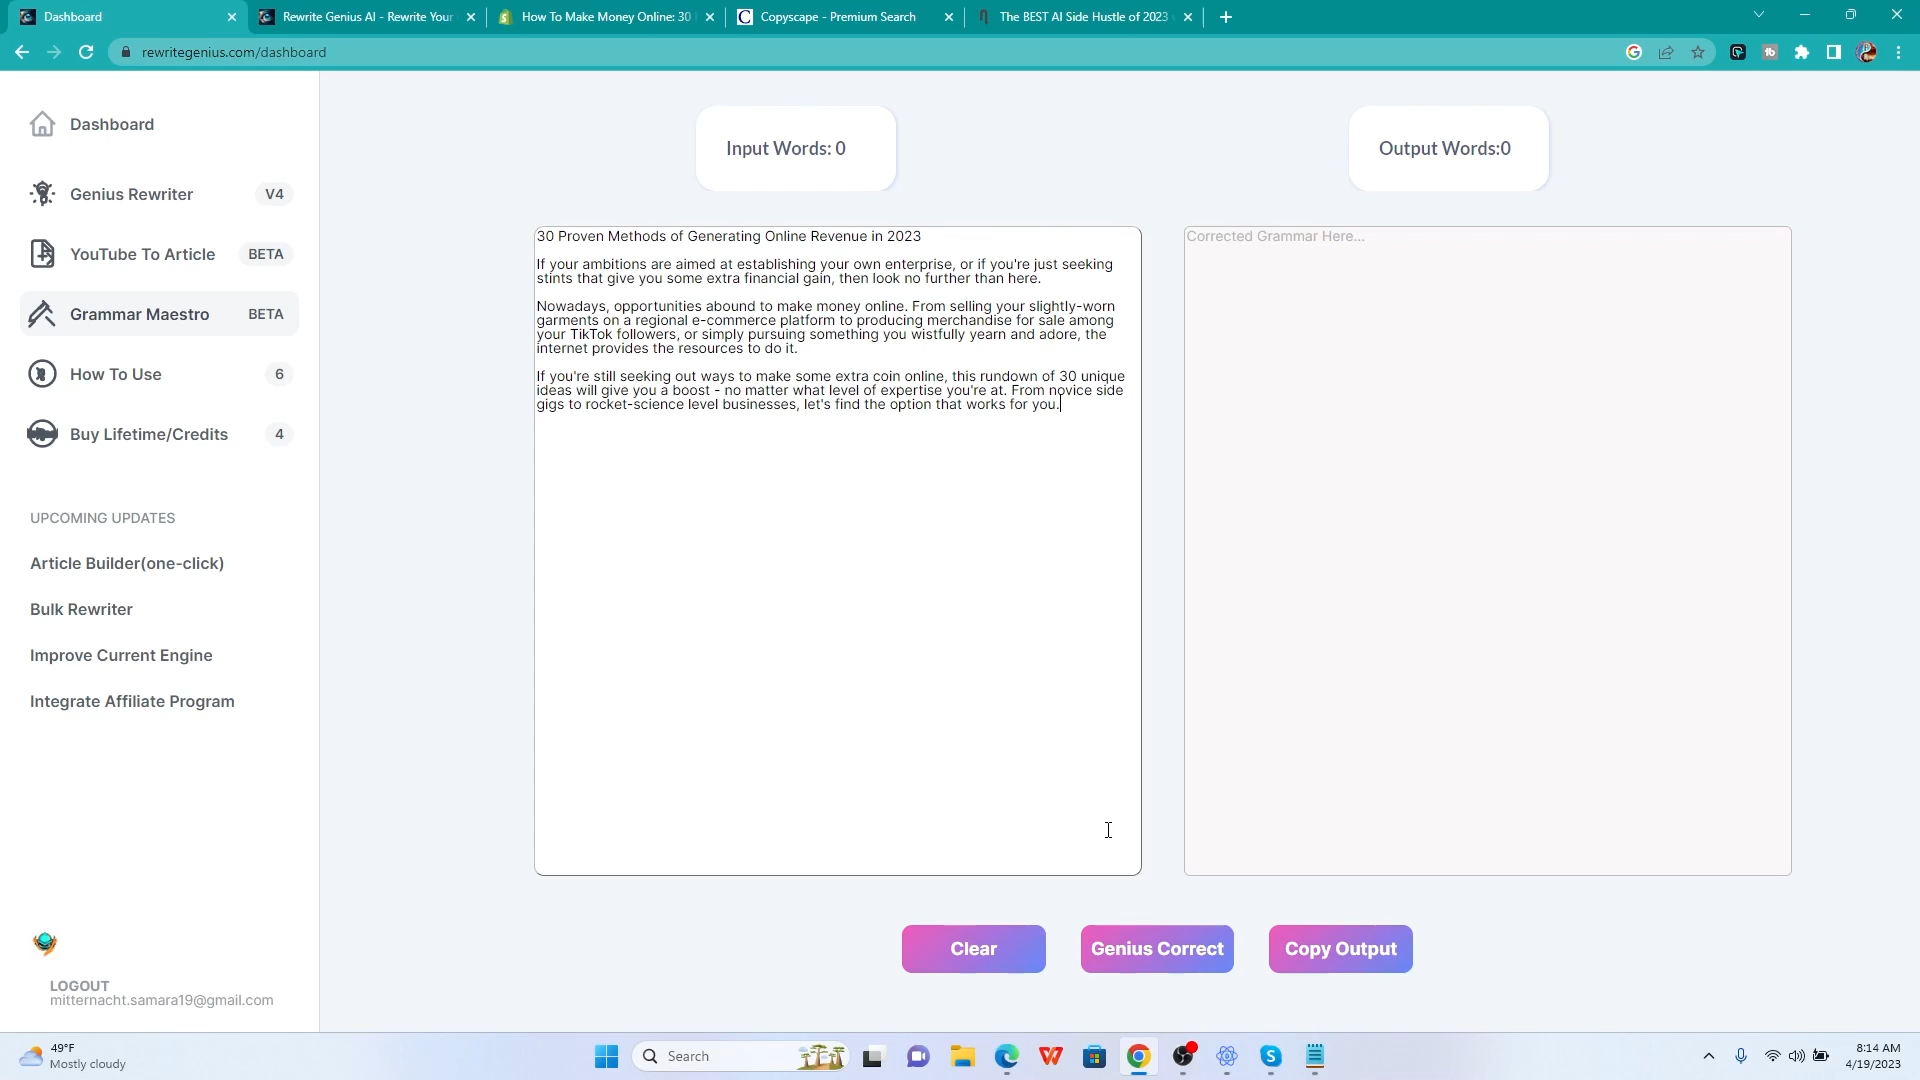 Dashboard
Rewrite Genius AI - Rewrite Your
How To Make Money Online: 30
Copyscape - Premium Search
The BEST AI Side Hustle of 2023
rewritegenius.com/dashboard
Dashboard
Genius Rewriter V4
YouTube To Article BETA
Grammar Maestro BETA
How To Use 6
Buy Lifetime/Credits 4
UPCOMING UPDATES
Article Builder(one-click)
Bulk Rewriter
Improve Current Engine
Integrate Affiliate Program
LOGOUT
mitternacht.samara19@gmail.com
Input Words: 0
Output Words:0
30 Proven Methods of Generating Online Revenue in 2023
If your ambitions are aimed at establishing your own enterprise, or if you're just seeking
stints that give you some extra financial gain, then look no further than here.
Nowadays, opportunities abound to make money online. From selling your slightly-worn
garments on a regional e-commerce platform to producing merchandise for sale among
your TikTok followers, or simply pursuing something you wistfully yearn and adore, the
internet provides the resources to do it.
If you're still seeking out ways to make some extra coin online, this rundown of 30 unique
ideas will give you a boost - no matter what level of expertise you're at. From novice side
gigs to rocket-science level businesses, let's find the option that works for you.
Corrected Grammar Here...
Clear
Genius Correct
Copy Output
49°F
Mostly cloudy
Search
8:14 AM
4/19/2023